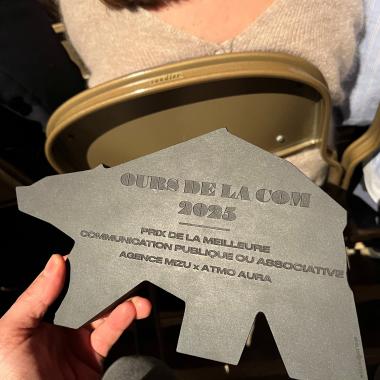 OURS DE LA COM
2025
PRIX DE LA MEILLEURE
COMMUNICATION PUBLIQUE OU ASSOCIATIVE
AGENCE MIZU x ATMO AURA